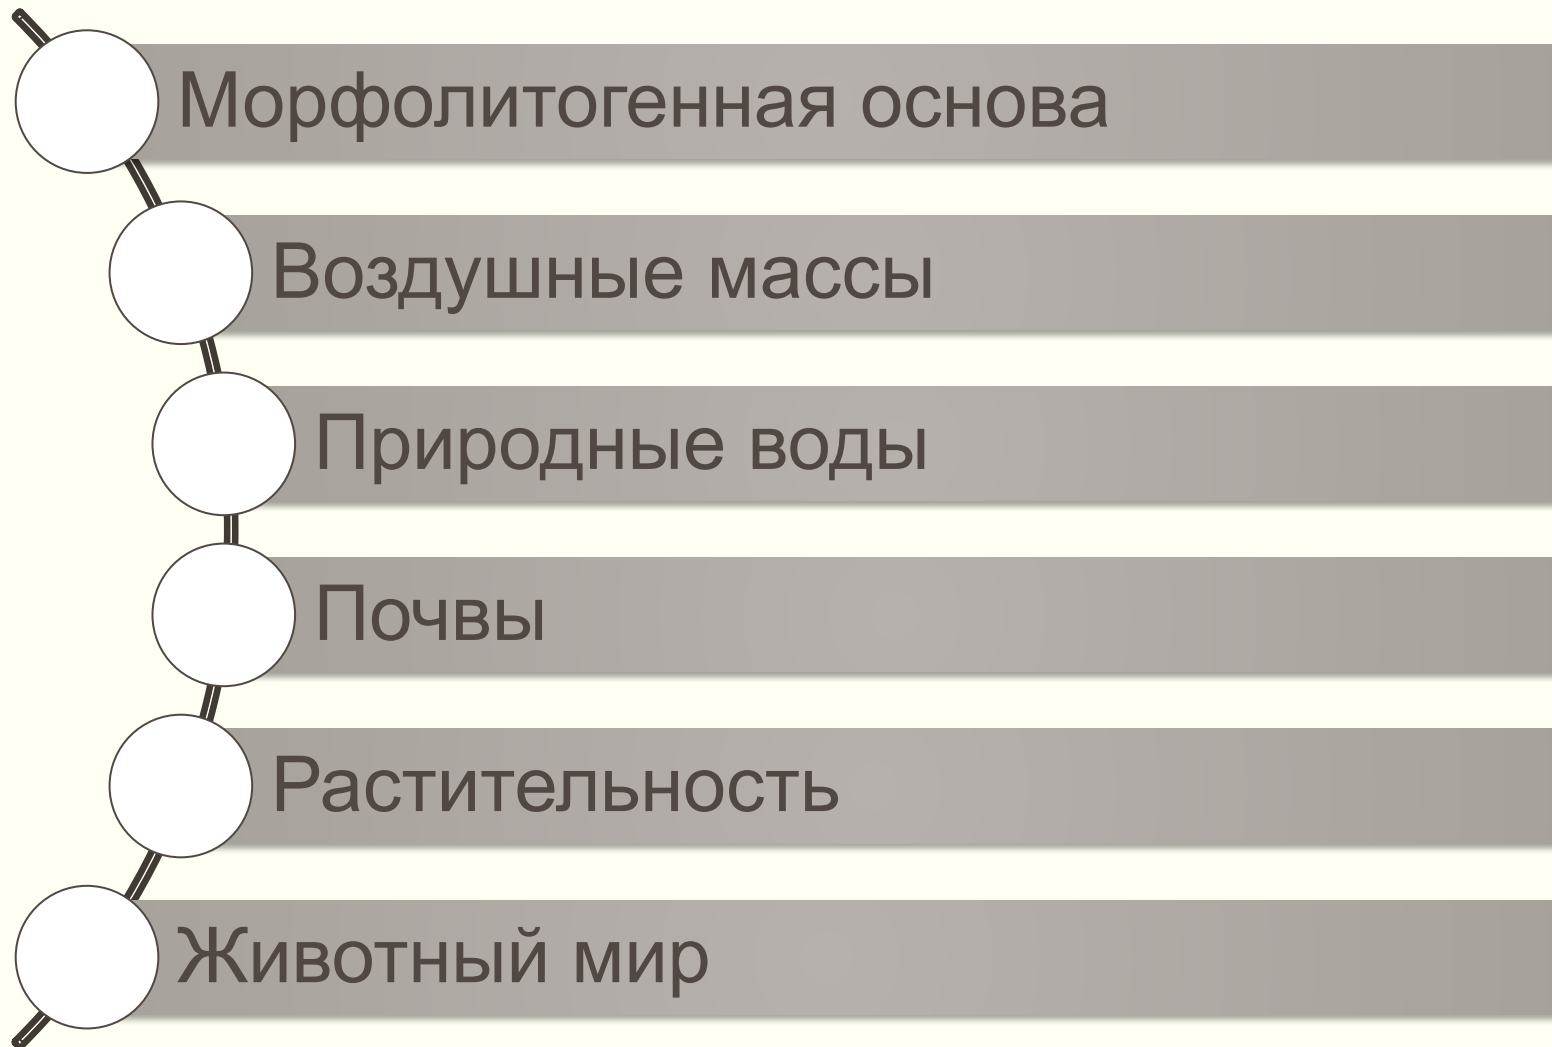 Морфолитогенная основа
Воздушные массы
Природные воды
Почвы
Растительность
Животный мир